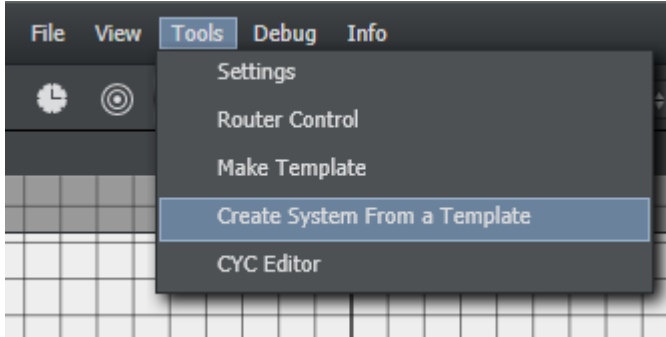 File View Tools Debug Info
Settings
Router Control
Make Template
Create System From a Template
CYC Editor